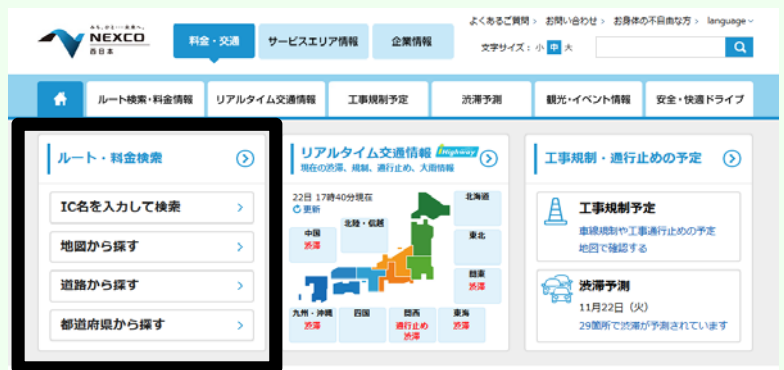 よくあるご質問 › お問い合わせ › お身体の不自由な方 › language
みち、ひと…未来へ。
NEXCO
西日本
料金・交通 サービスエリア情報 企業情報
文字サイズ： 小 中 大
ルート検索・料金情報 リアルタイム交通情報 工事規制予定 渋滞予測 観光・イベント情報 安全・快適ドライブ
ルート・料金検索
IC名を入力して検索
地図から探す
道路から探す
都道府県から探す
リアルタイム交通情報 iHighway
現在の渋滞、規制、通行止め、大雨情報
22日 17時40分現在
更新
北海道
北陸・信越
東北
中国
渋滞
関東
渋滞
九州・沖縄
渋滞
四国
関西
通行止め
渋滞
東海
渋滞
工事規制・通行止めの予定
工事規制予定
車線規制や工事通行止めの予定
地図で確認する
渋滞予測
11月22日（火）
29箇所で渋滞が予測されています